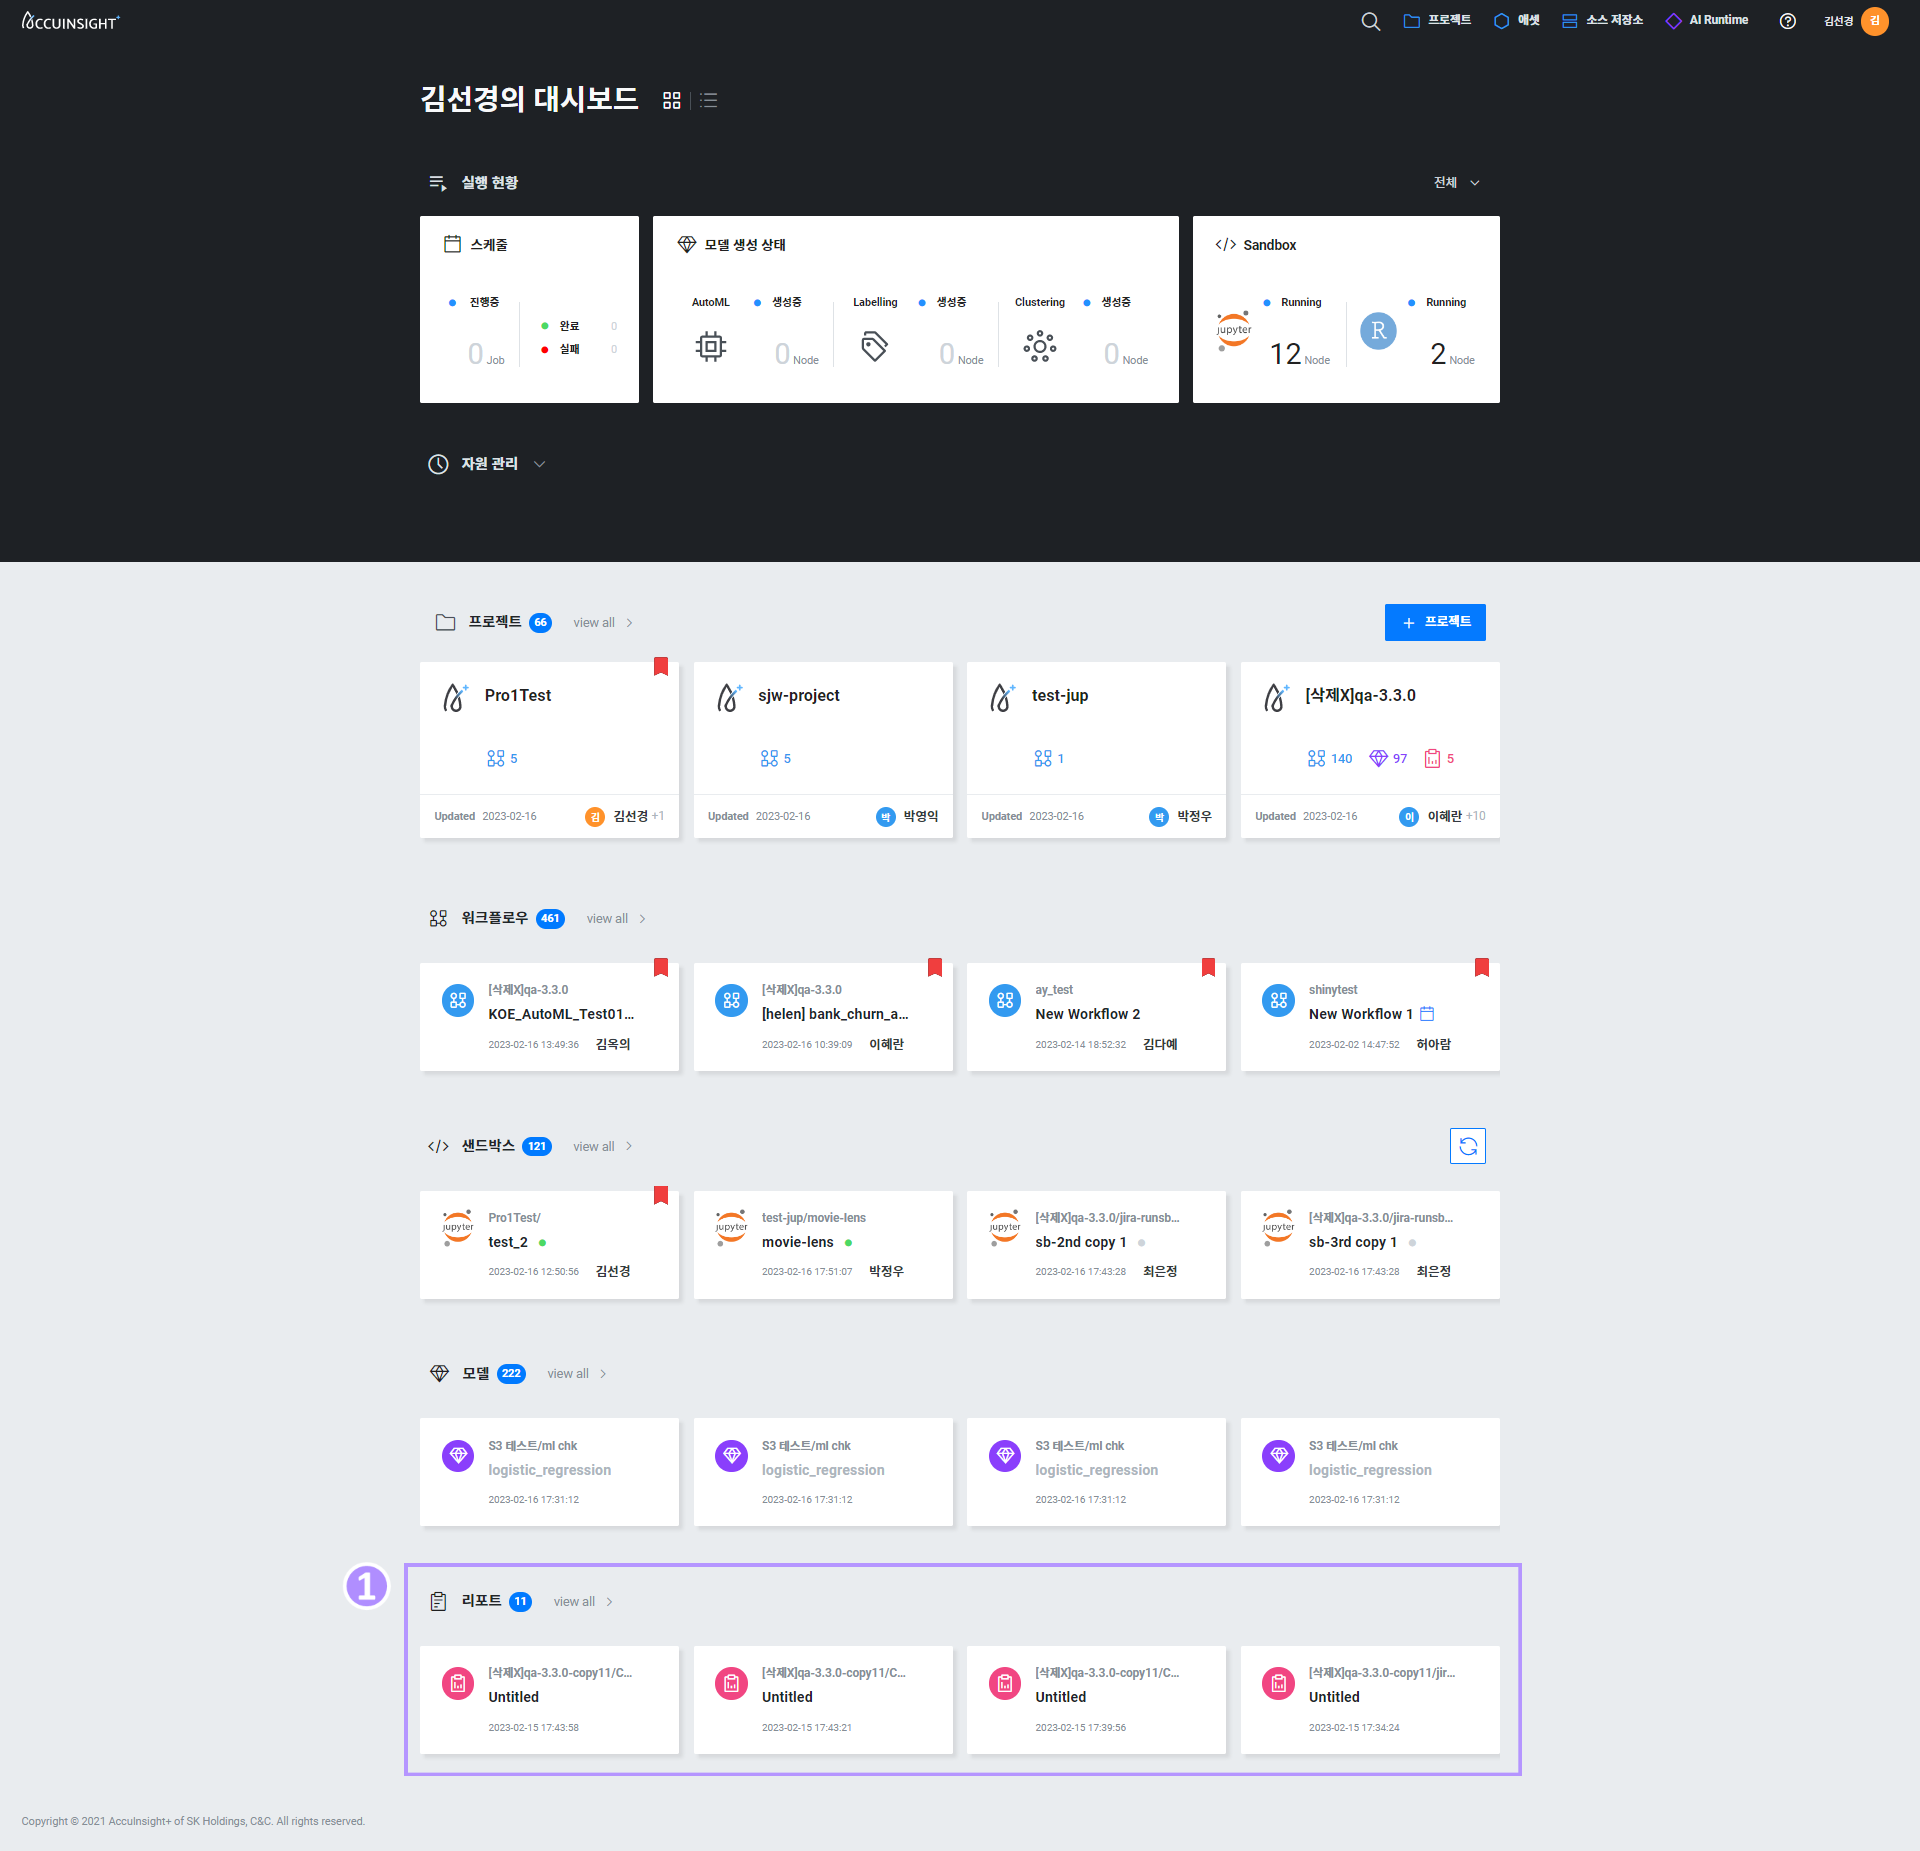 ACCUINSIGHT+
프로젝트 애셋 소스 저장소 AI Runtime 김선경 김
김선경의 대시보드
실행 현황 전체
스케줄
진행중
0 Job
완료 0
실패 0
모델 생성 상태
AutoML 생성중
0 Node
Labelling 생성중
0 Node
Clustering 생성중
0 Node
Sandbox
jupyter
Running
12 Node
R
Running
2 Node
자원 관리
프로젝트 66 view all
+ 프로젝트
Pro1Test
5
Updated 2023-02-16 김 김선경 +1
sjw-project
5
Updated 2023-02-16 박 박영익
test-jup
1
Updated 2023-02-16 박 박정우
[삭제X]qa-3.3.0
140 97 5
Updated 2023-02-16 이 이혜란 +10
워크플로우 461 view all
[삭제X]qa-3.3.0
KOE_AutoML_Test01...
2023-02-16 13:49:36 김옥의
[삭제X]qa-3.3.0
[helen] bank_churn_a...
2023-02-16 10:39:09 이혜란
ay_test
New Workflow 2
2023-02-14 18:52:32 김다예
shinytest
New Workflow 1
2023-02-02 14:47:52 허아람
샌드박스 121 view all
jupyter
Pro1Test/
test_2
2023-02-16 12:50:56 김선경
jupyter
test-jup/movie-lens
movie-lens
2023-02-16 17:51:07 박정우
jupyter
[삭제X]qa-3.3.0/jira-runsb...
sb-2nd copy 1
2023-02-16 17:43:28 최은정
jupyter
[삭제X]qa-3.3.0/jira-runsb...
sb-3rd copy 1
2023-02-16 17:43:28 최은정
모델 222 view all
S3 테스트/ml chk
logistic_regression
2023-02-16 17:31:12
S3 테스트/ml chk
logistic_regression
2023-02-16 17:31:12
S3 테스트/ml chk
logistic_regression
2023-02-16 17:31:12
S3 테스트/ml chk
logistic_regression
2023-02-16 17:31:12
1
리포트 11 view all
[삭제X]qa-3.3.0-copy11/C...
Untitled
2023-02-15 17:43:58
[삭제X]qa-3.3.0-copy11/C...
Untitled
2023-02-15 17:43:21
[삭제X]qa-3.3.0-copy11/C...
Untitled
2023-02-15 17:39:56
[삭제X]qa-3.3.0-copy11/jir...
Untitled
2023-02-15 17:34:24
Copyright © 2021 AccuInsight+ of SK Holdings, C&C. All rights reserved.